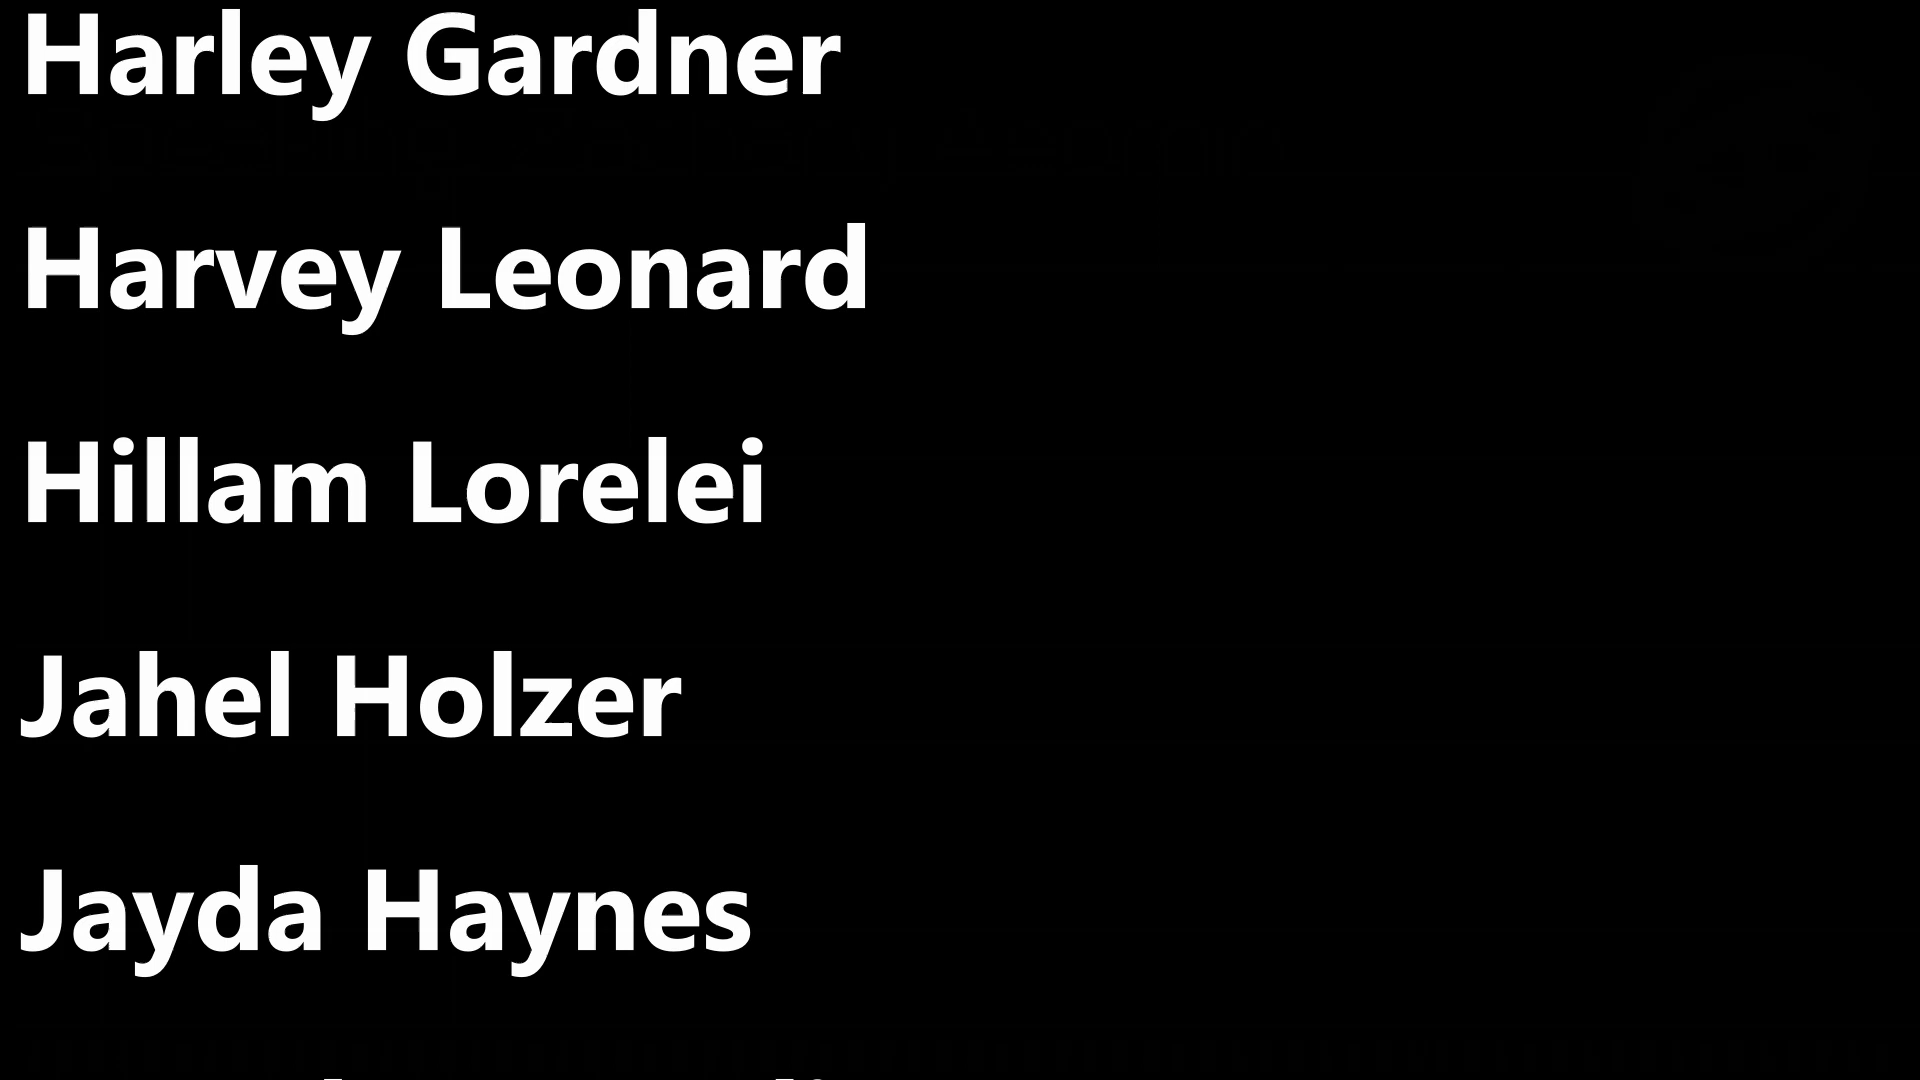 Harley Gardner
Harvey Leonard
Hillam Lorelei
Jahel Holzer
Jayda Haynes